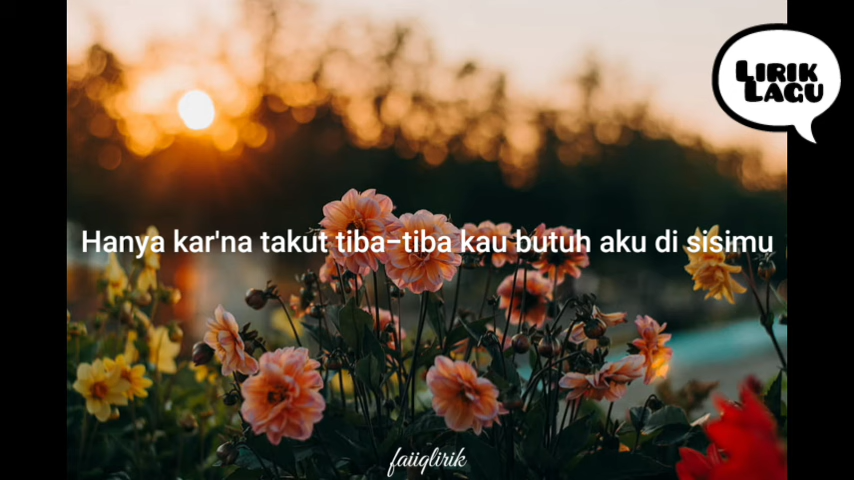 LIRIK
LAGU
Hanya kar'na takut tiba-tiba kau butuh aku di sisimu
faiiqlirik